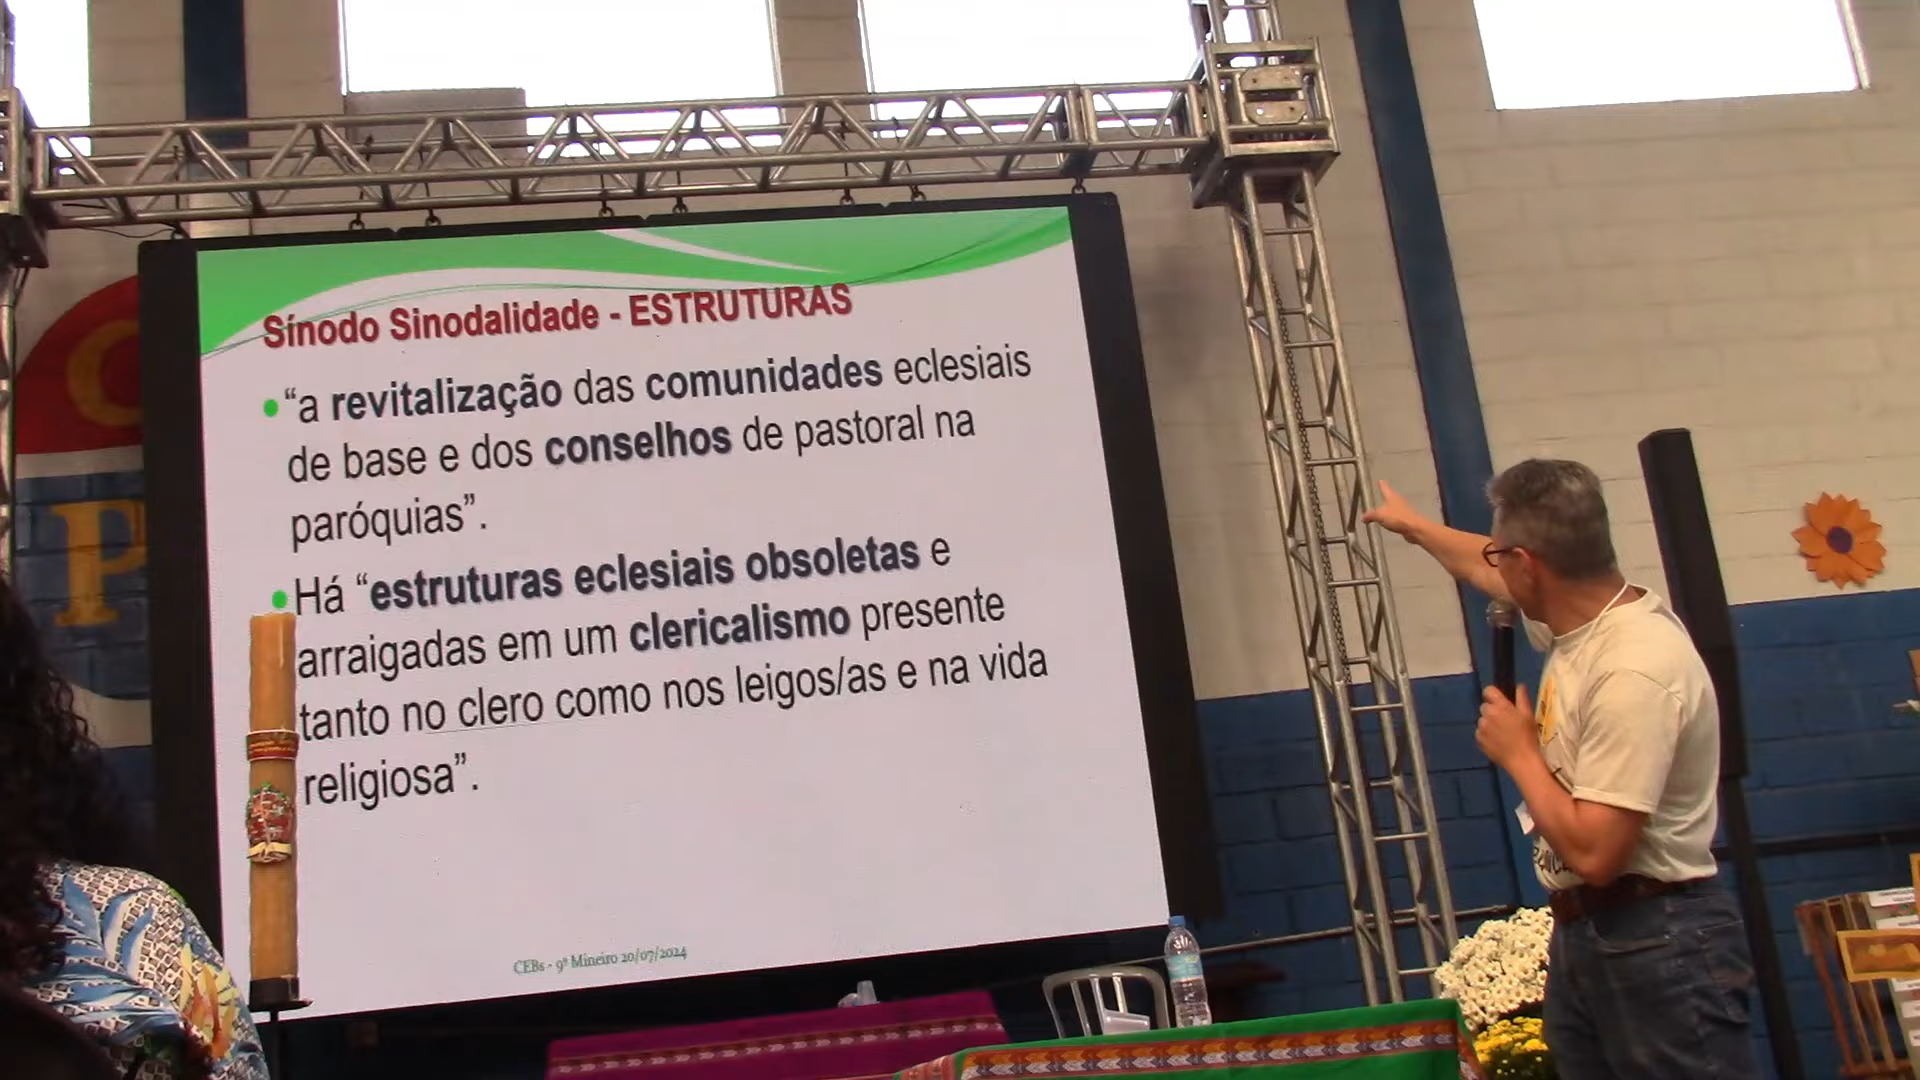 Sínodo Sinodalidade - ESTRUTURAS
“a revitalização das comunidades eclesiais
de base e dos conselhos de pastoral na
paróquias”.
Há “estruturas eclesiais obsoletas e
arraigadas em um clericalismo presente
tanto no clero como nos leigos/as e na vida
religiosa”.
CEBs - 9º Mineiro 20/07/2024
C
P